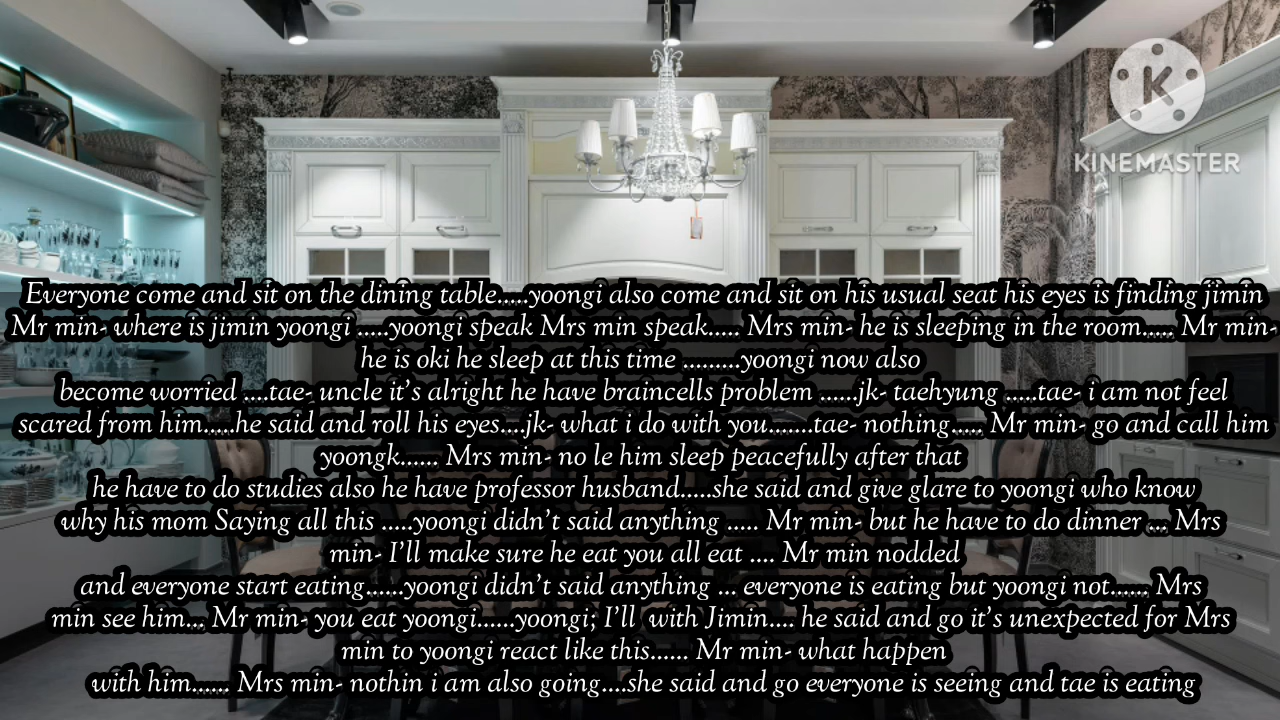 K
KINEMASTER
Everyone come and sit on the dining table.....yoongi also come and sit on his usual seat his eyes is finding jimin
Mr min- where is jimin yoongi .....yoongi speak Mrs min speak..... Mrs min- he is sleeping in the room..... Mr min-
he is oki he sleep at this time .........yoongi now also
become worried ....tae- uncle it's alright he have braincells problem ......jk- taehyung .....tae- i am not feel
scared from him.....he said and roll his eyes....jk- what i do with you.......tae- nothing..... Mr min- go and call him
yoongk...... Mrs min- no le him sleep peacefully after that
he have to do studies also he have professor husband.....she said and give glare to yoongi who know
why his mom Saying all this .....yoongi didn't said anything ..... Mr min- but he have to do dinner ... Mrs
min- I'll make sure he eat you all eat .... Mr min nodded
and everyone start eating......yoongi didn't said anything ... everyone is eating but yoongi not...... Mrs
min see him... Mr min- you eat yoongi......yoongi; I'll with Jimin.... he said and go it's unexpected for Mrs
min to yoongi react like this...... Mr min- what happen
with him...... Mrs min- nothin i am also going....she said and go everyone is seeing and tae is eating